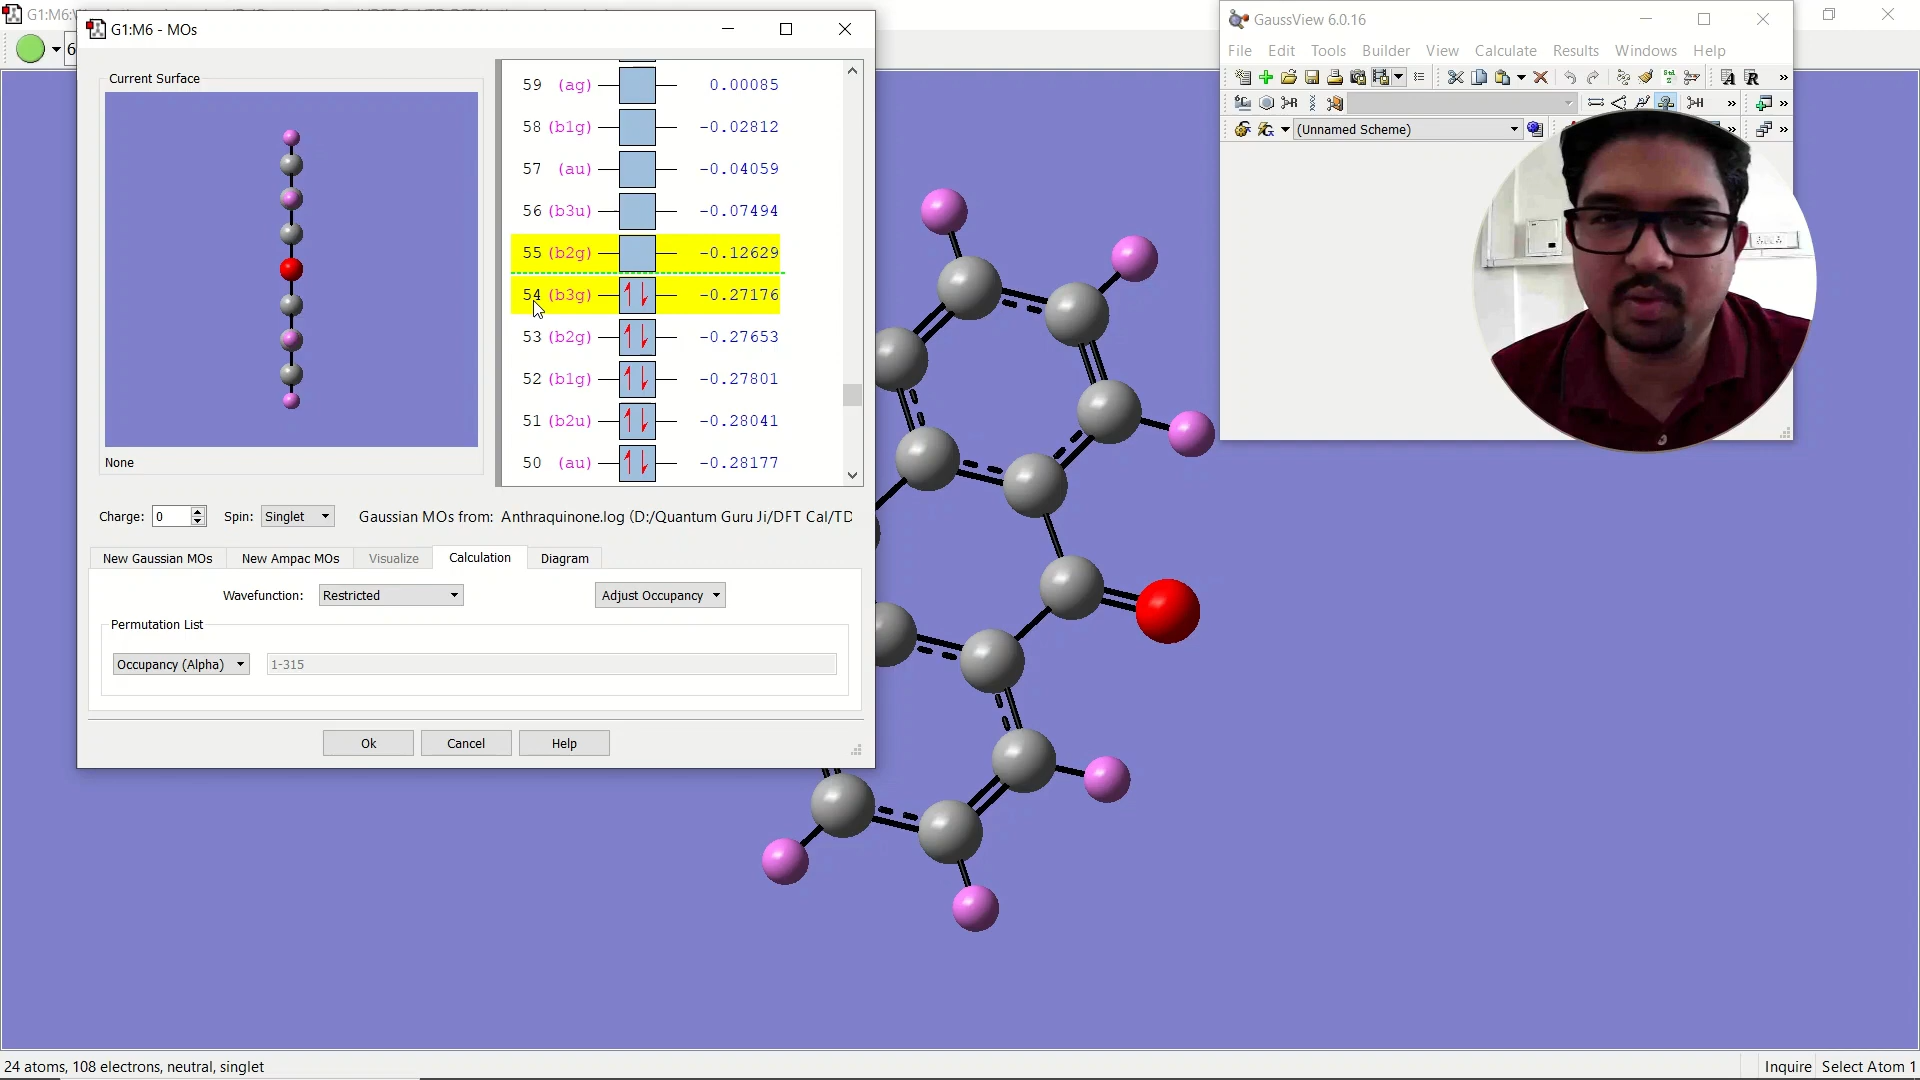 G1:M6 - MOs
Current Surface
None
59 (ag) 0.00085
58 (b1g) -0.02812
57 (au) -0.04059
56 (b3u) -0.07494
55 (b2g) -0.12629
54 (b3g) -0.27176
53 (b2g) -0.27653
52 (b1g) -0.27801
51 (b2u) -0.28041
50 (au) -0.28177
Charge: 0 Spin: Singlet Gaussian MOs from: Anthraquinone.log (D:/Quantum Guru Ji/DFT Cal/TD
New Gaussian MOs New Ampac MOs Visualize Calculation Diagram
Wavefunction: Restricted Adjust Occupancy
Permutation List
Occupancy (Alpha) 1-315
Ok Cancel Help
GaussView 6.0.16
File Edit Tools Builder View Calculate Results Windows Help
(Unnamed Scheme)
24 atoms, 108 electrons, neutral, singlet
Inquire Select Atom 1